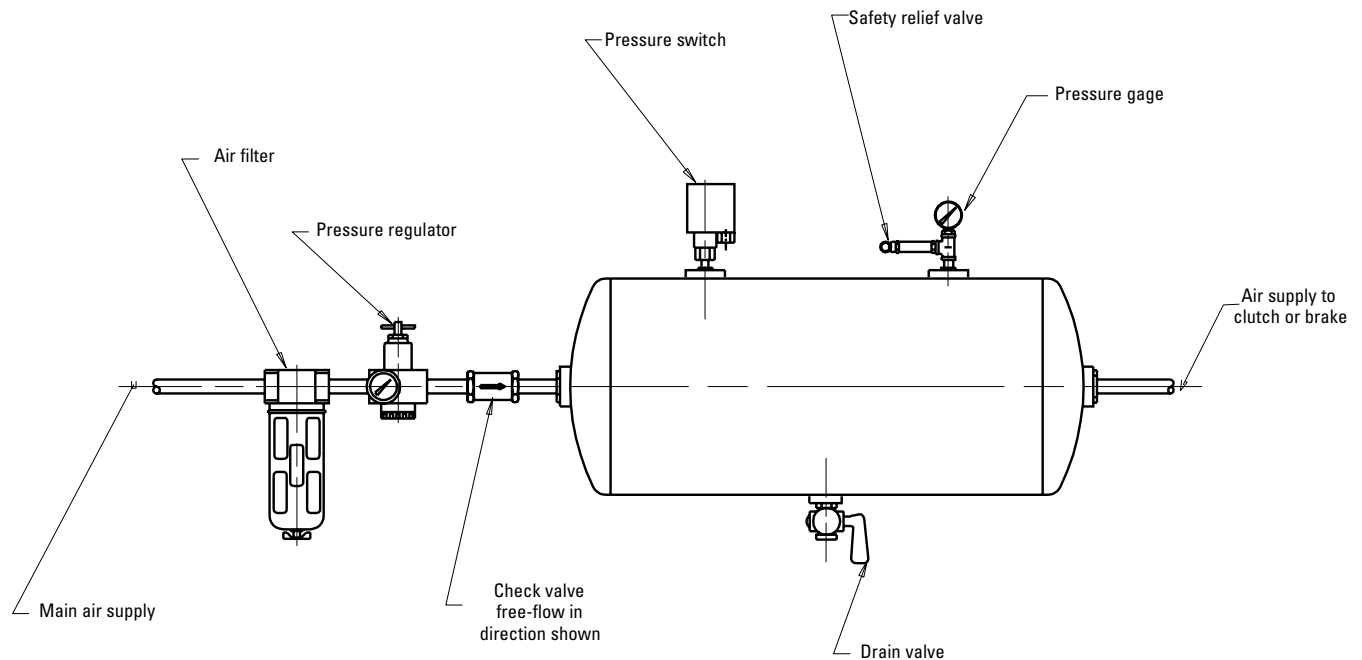 Safety relief valve
Pressure switch
Pressure gage
Air filter
Pressure regulator
Air supply to
clutch or brake
Main air supply
Check valve
free-flow in
direction shown
Drain valve